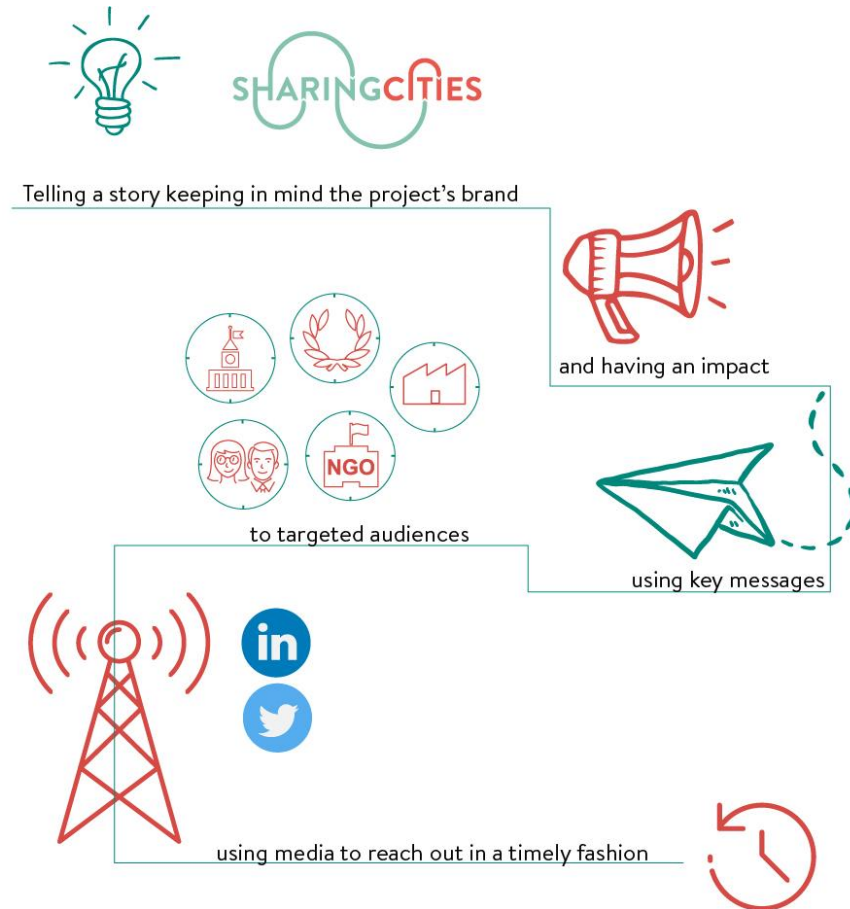 SHARINGCITIES
Telling a story keeping in mind the project's brand
and having an impact
using key messages
NGO
to targeted audiences
in
using media to reach out in a timely fashion